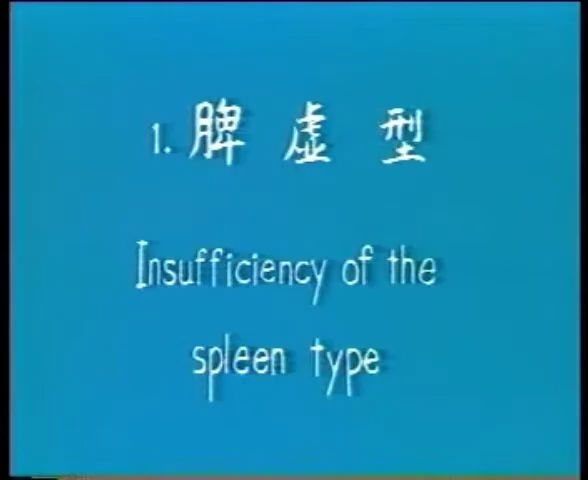 1. 脾虚型
Insufficiency of the
spleen type